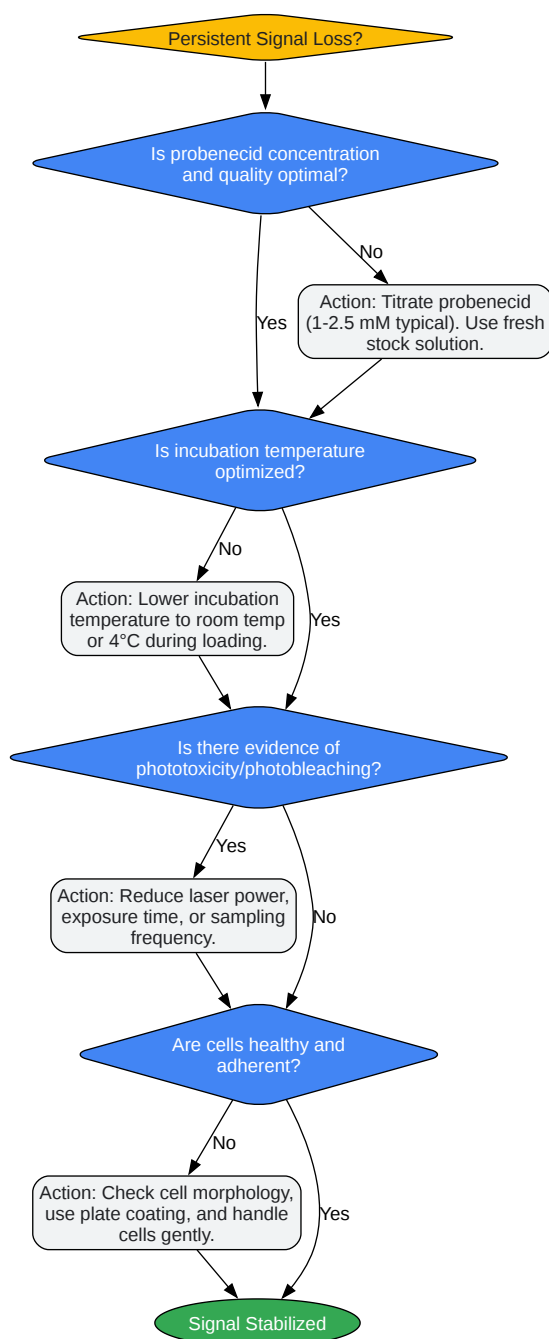 Persistent Signal Loss?
Is probenecid concentration
and quality optimal?
No
Action: Titrate probenecid
(1-2.5 mM typical). Use fresh
stock solution.
Yes
Is incubation temperature
optimized?
No
Action: Lower incubation
temperature to room temp
or 4°C during loading.
Yes
Is there evidence of
phototoxicity/photobleaching?
Yes
Action: Reduce laser power,
exposure time, or sampling
frequency.
No
Are cells healthy and
adherent?
No
Action: Check cell morphology,
use plate coating, and handle
cells gently.
Yes
Signal Stabilized